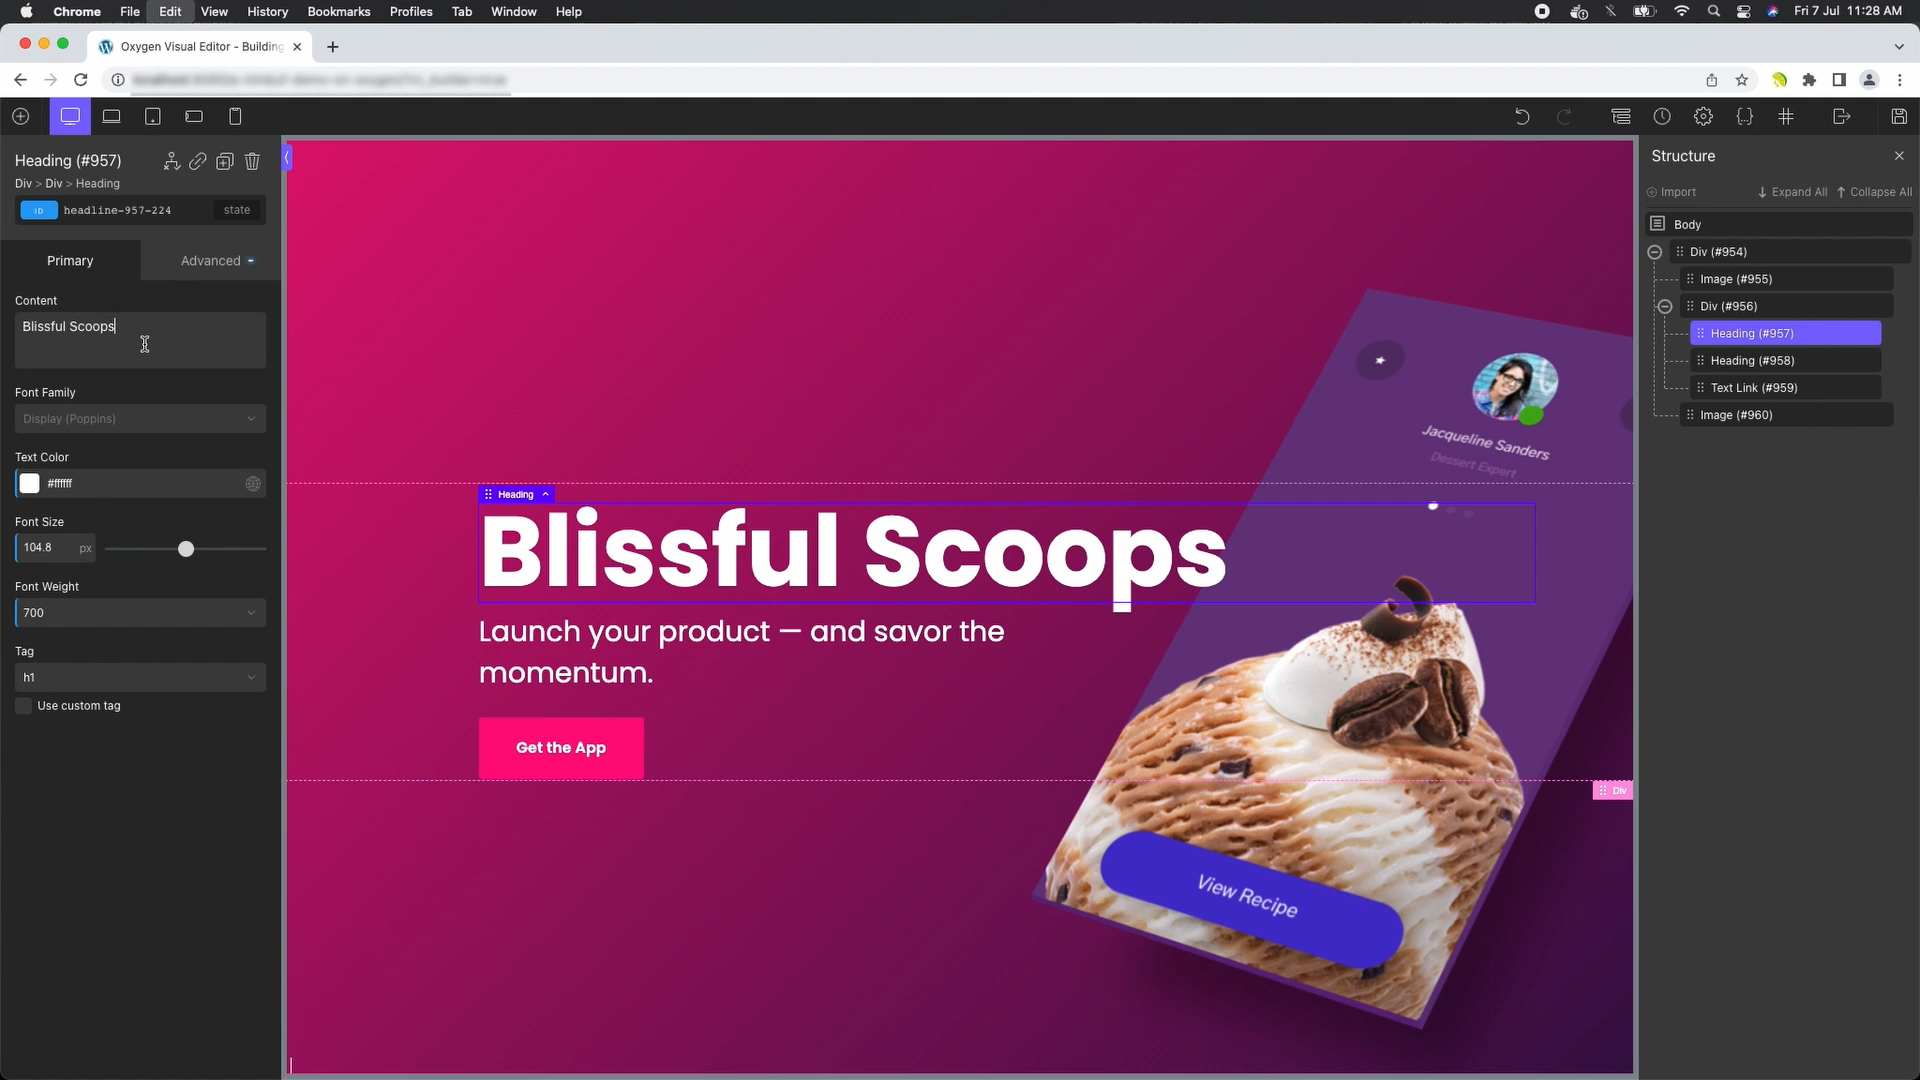 Chrome File Edit View History Bookmarks Profiles Tab Window Help Fri 7 Jul 11:28 AM
Oxygen Visual Editor - Building
Heading (#957)
Div > Div > Heading
ID headline-957-224 state
Primary Advanced
Content
Blissful Scoops
Font Family
Display (Poppins)
Text Color
#ffffff
Font Size
104.8 px
Font Weight
700
Tag
h1
Use custom tag
Jacqueline Sanders
Dessert Expert
Heading
Blissful Scoops
Launch your product — and savor the
momentum.
Get the App
Div
View Recipe
Structure
Import Expand All Collapse All
Body
Div (#954)
Image (#955)
Div (#956)
Heading (#957)
Heading (#958)
Text Link (#959)
Image (#960)